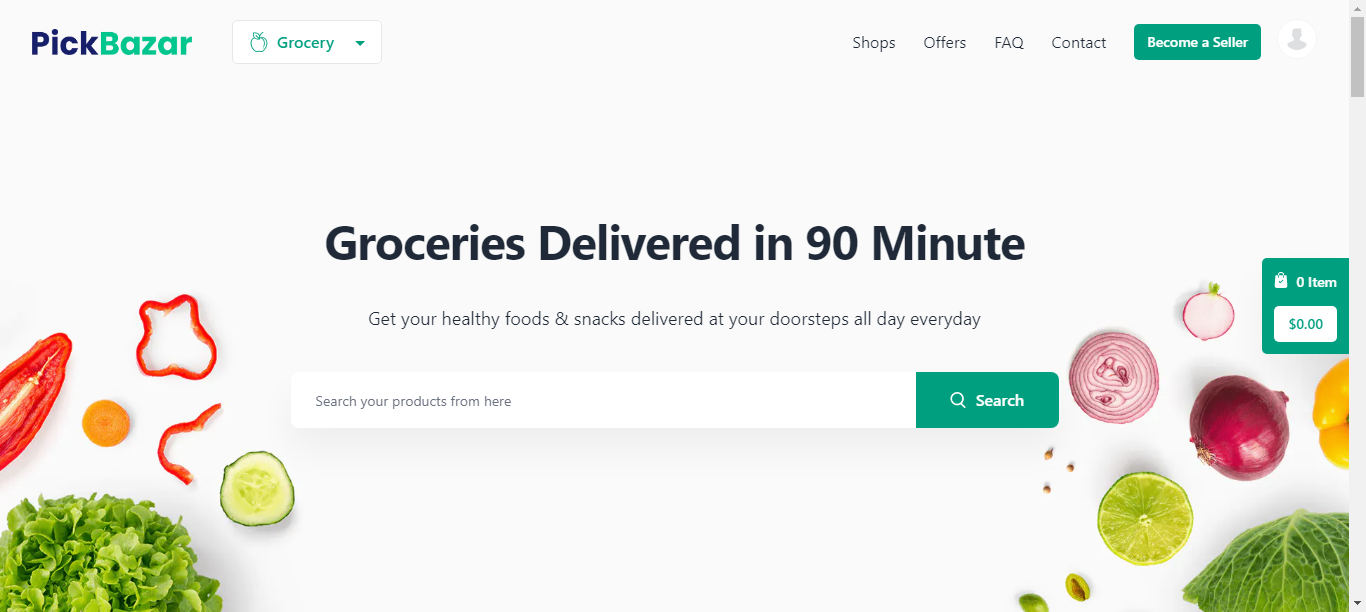 PickBazar
Grocery
Shops
Offers
FAQ
Contact
Become a Seller
Groceries Delivered in 90 Minute
0 Item
Get your healthy foods & snacks delivered at your doorsteps all day everyday
$0.00
Search your products from here
Search